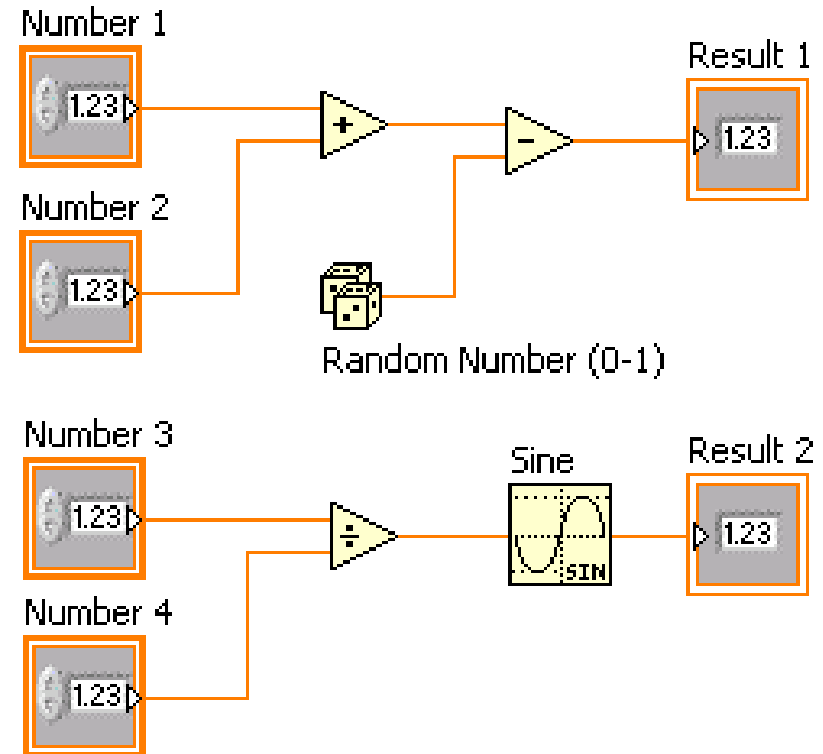 Number 1
1.23
+
-
Result 1
1.23
Number 2
1.23
Random Number (0-1)
Number 3
1.23
÷
Sine
SIN
Result 2
1.23
Number 4
1.23